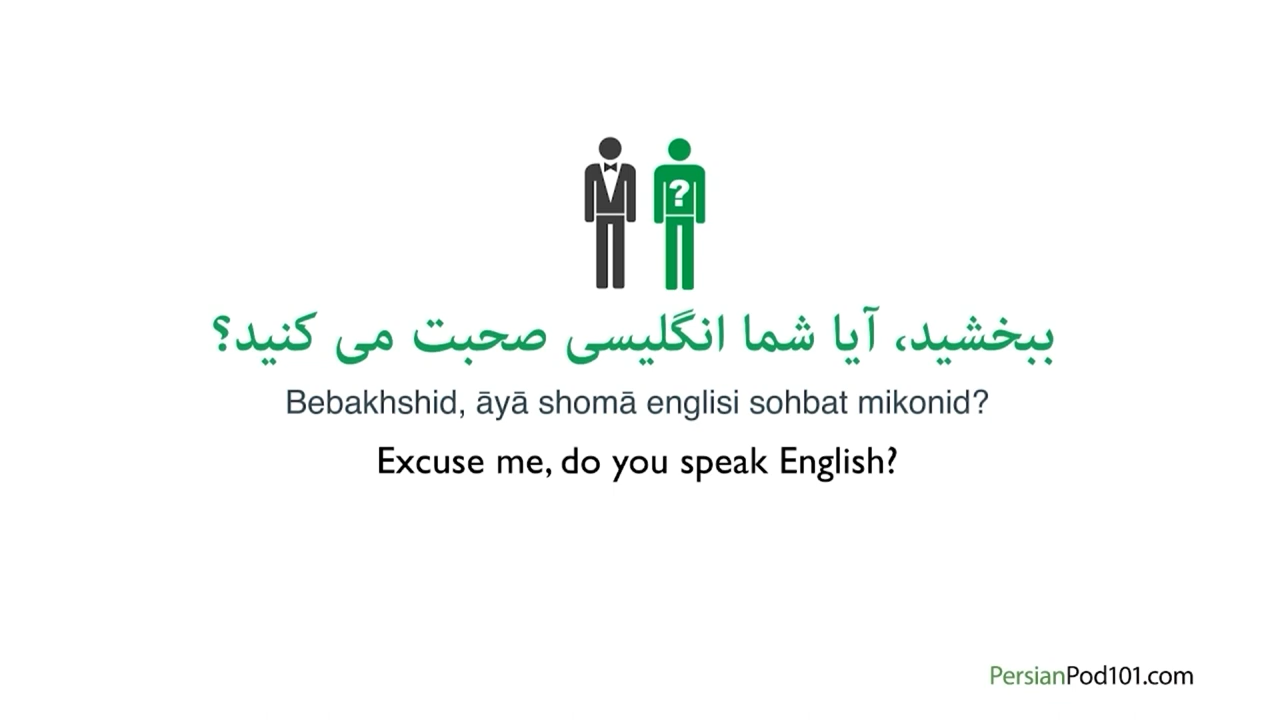 ?
ببخشید، آیا شما انگلیسی صحبت می کنید؟
Bebakhshid, āyā shomā englisi sohbat mikonid?
Excuse me, do you speak English?
PersianPod101.com